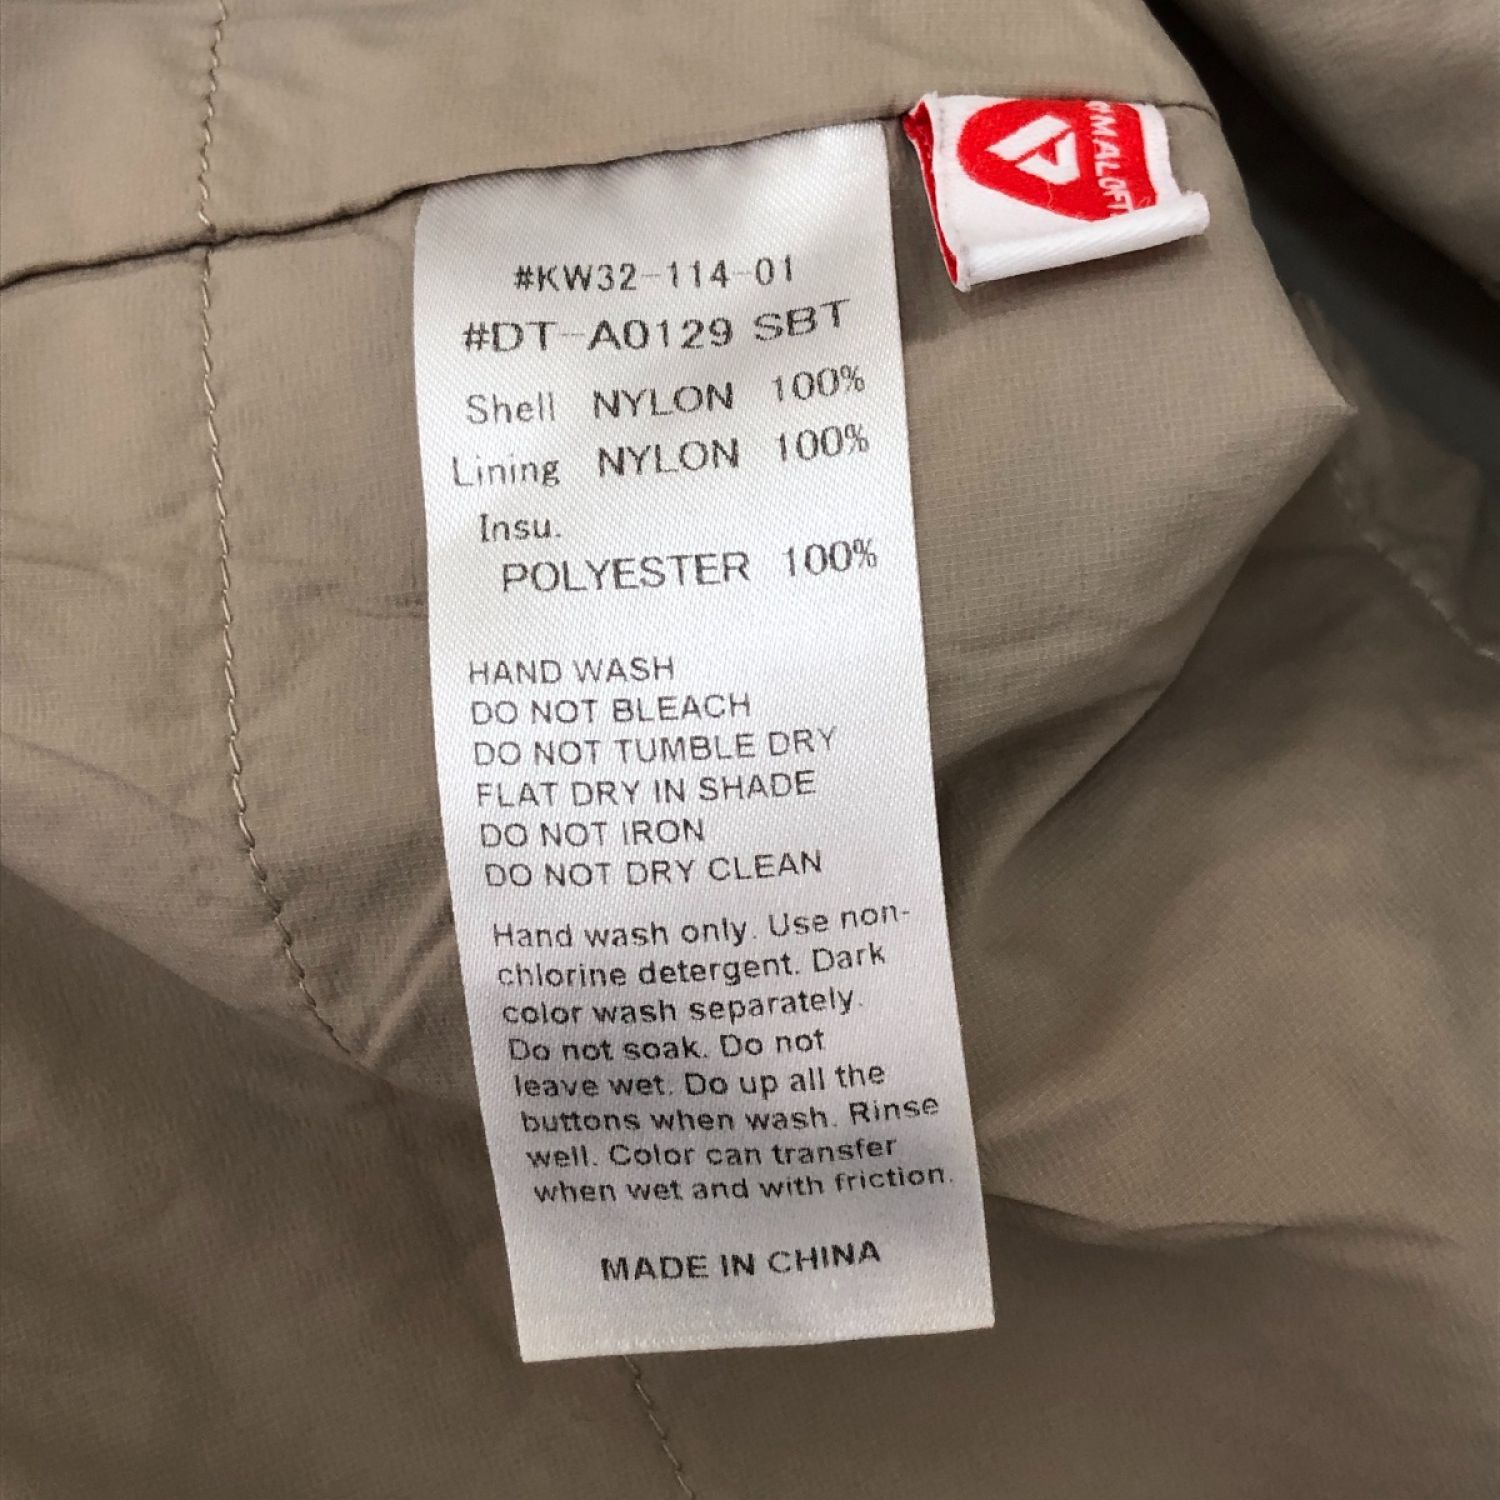 #KW32-114-01
#DT-A0129 SBT
Shell NYLON 100%
Lining NYLON 100%
Insu.
POLYESTER 100%
HAND WASH
DO NOT BLEACH
DO NOT TUMBLE DRY
FLAT DRY IN SHADE
DO NOT IRON
DO NOT DRY CLEAN
Hand wash only. Use non-
chlorine detergent. Dark
color wash separately.
Do not soak. Do not
leave wet. Do up all the
buttons when wash. Rinse
well. Color can transfer
when wet and with friction.
MADE IN CHINA